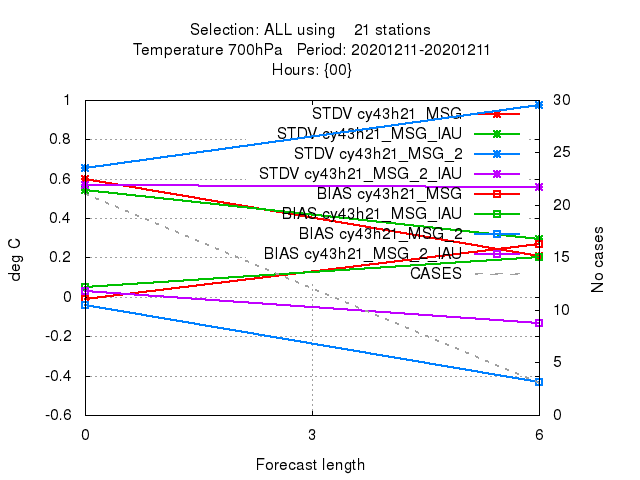 Selection: ALL using    21 stations
Temperature 700hPa   Period: 20201211-20201211
Hours: {00}
STDV cy43h21_MSG
STDV cy43h21_MSG_IAU
STDV cy43h21_MSG_2
STDV cy43h21_MSG_2_IAU
BIAS cy43h21_MSG
BIAS cy43h21_MSG_IAU
BIAS cy43h21_MSG_2
BIAS cy43h21_MSG_2_IAU
CASES
deg C
1
0.8
0.6
0.4
0.2
0
-0.2
-0.4
-0.6
30
25
20
15
10
5
0
No cases
0 3 6
Forecast length